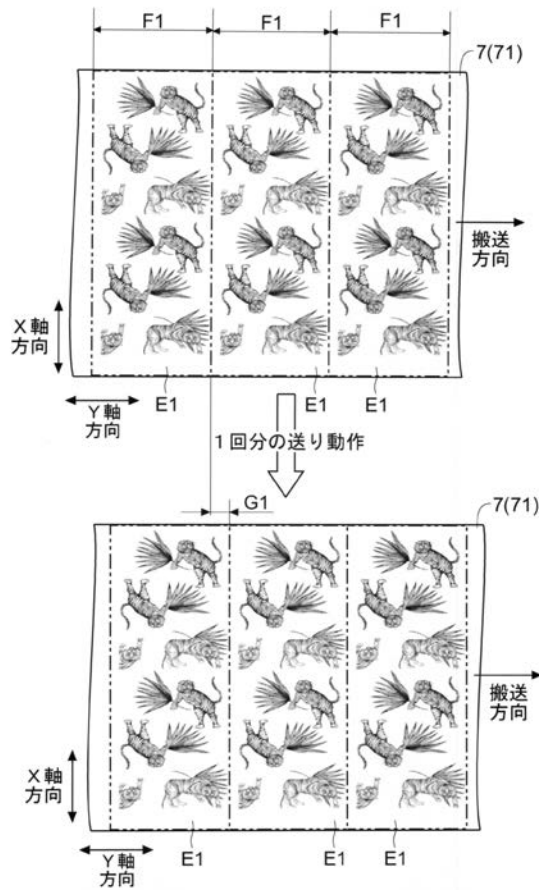 F1 F1 F1
7(71)
搬送
方向
X軸
方向
Y軸
方向
E1 E1 E1
1回分の送り動作
G1
7(71)
搬送
方向
X軸
方向
Y軸
方向
E1 E1 E1